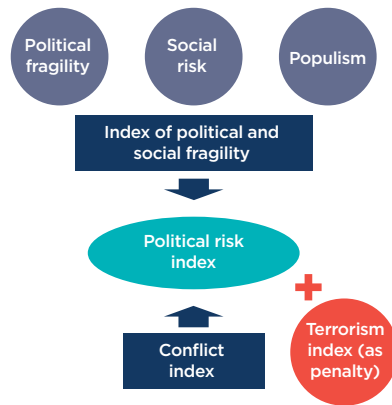 Political
fragility
Social
risk
Populism
Index of political and
social fragility
Political risk
index
+
Conflict
index
Terrorism
index (as
penalty)